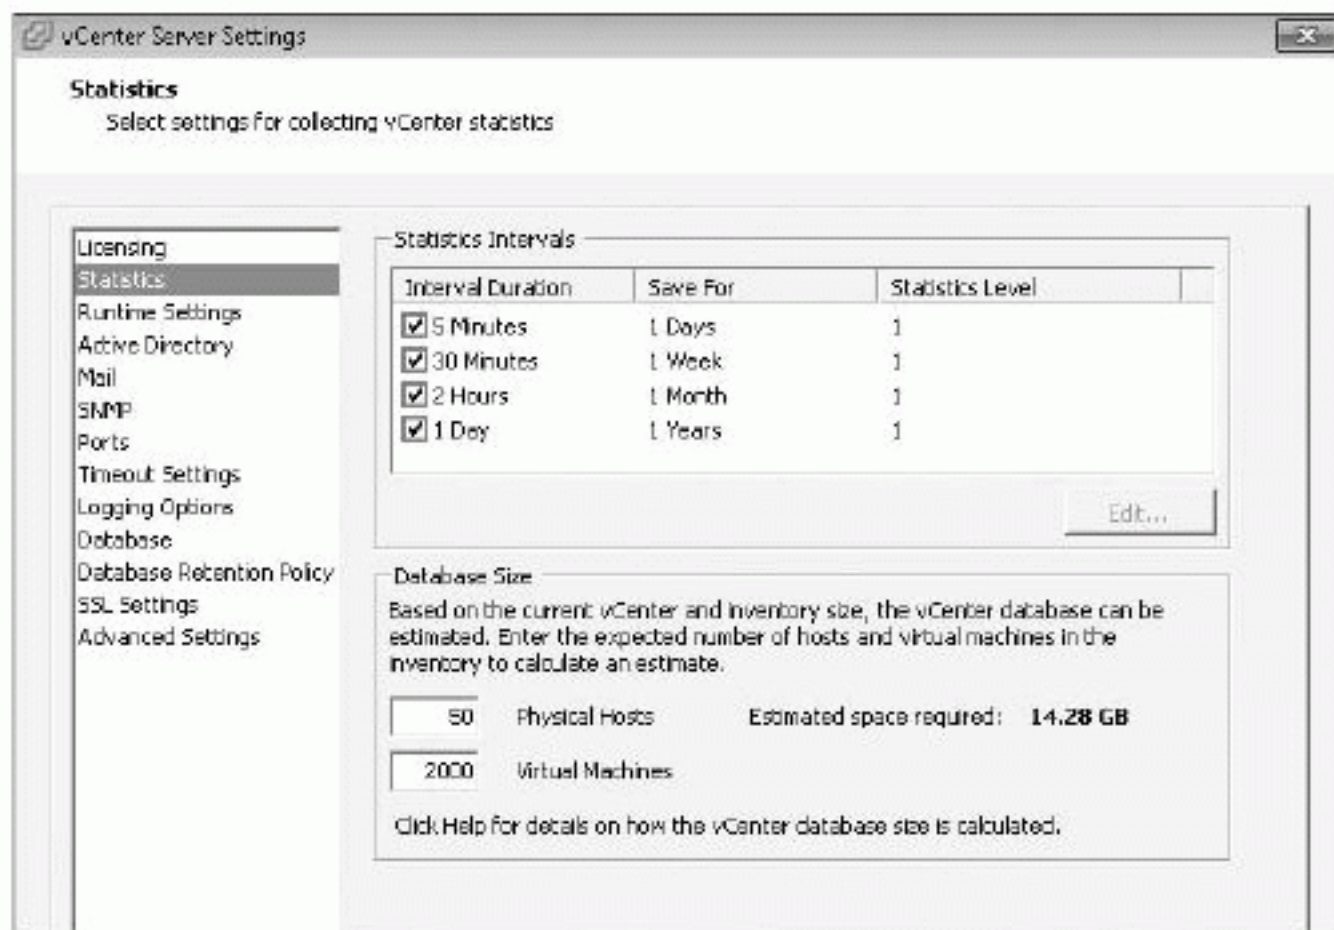 vCenter Server Settings
Statistics
Select settings for collecting vCenter statistics
Licensing
Statistics
Runtime Settings
Active Directory
Mail
SNMP
Ports
Timeout Settings
Logging Options
Database
Database Retention Policy
SSL Settings
Advanced Settings
Statistics Intervals
Interval Duration Save For Statistics Level
5 Minutes 1 Days 1
30 Minutes 1 Week 1
2 Hours 1 Month 1
1 Day 1 Years 1
Edit...
Database Size
Based on the current vCenter and inventory size, the vCenter database can be
estimated. Enter the expected number of hosts and virtual machines in the
inventory to calculate an estimate.
50 Physical Hosts Estimated space required: 14.28 GB
2000 Virtual Machines
Click Help for details on how the vCenter database size is calculated.